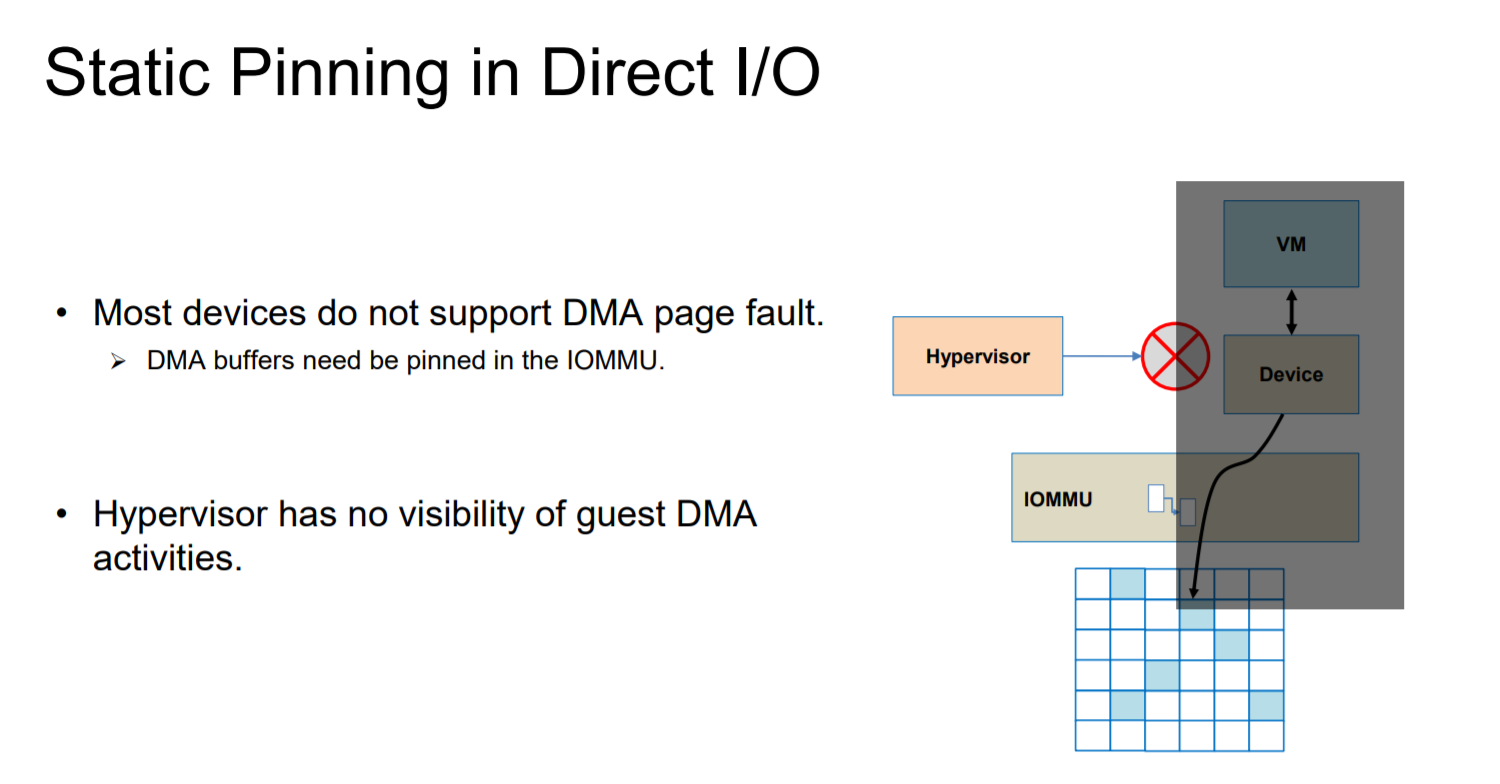 Static Pinning in Direct I/O
• Most devices do not support DMA page fault.
➢ DMA buffers need be pinned in the IOMMU.
• Hypervisor has no visibility of guest DMA
activities.
VM
Hypervisor
Device
IOMMU